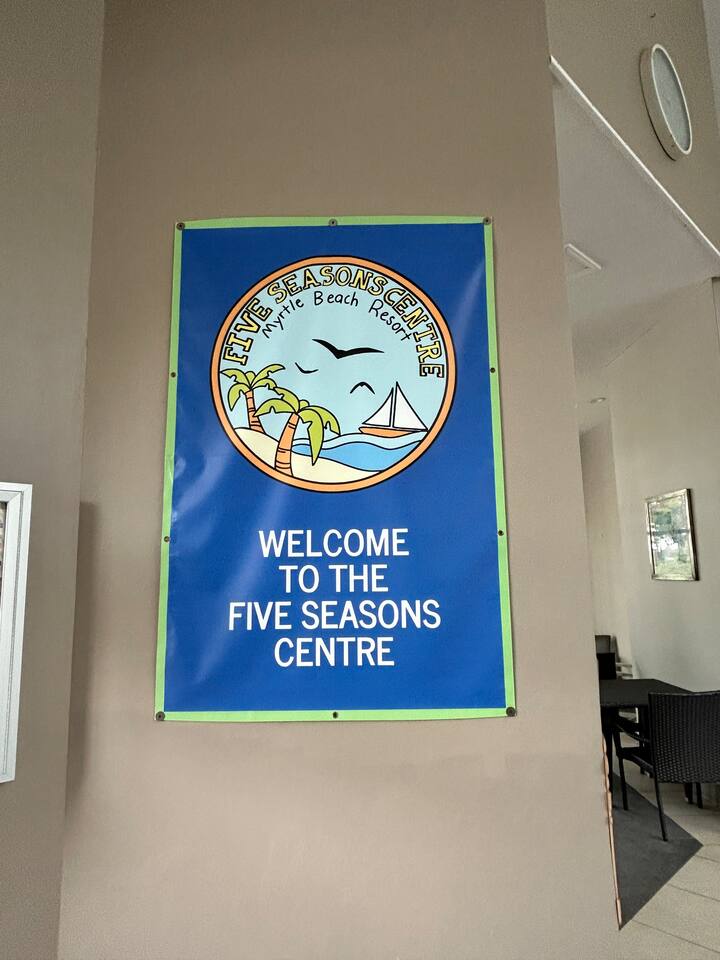 FIVE SEASONS CENTRE
Myrtle Beach Resort
WELCOME
TO THE
FIVE SEASONS
CENTRE